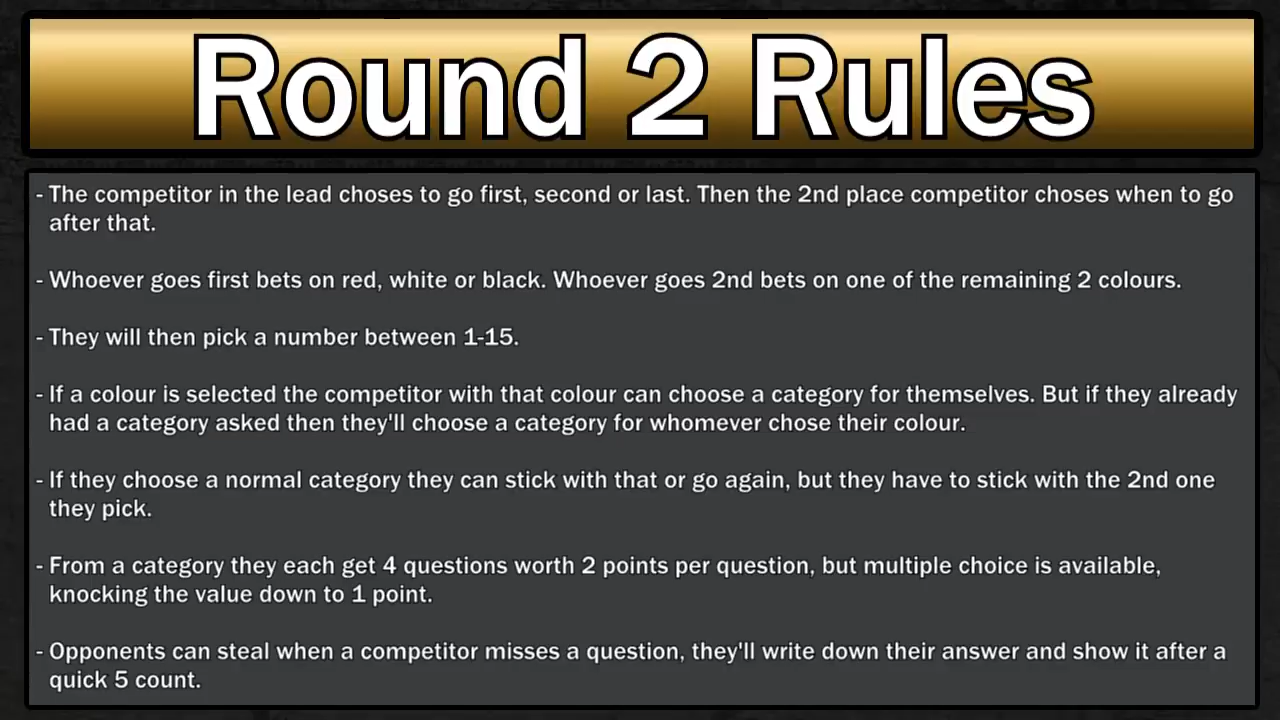 Round 2 Rules
- The competitor in the lead choses to go first, second or last. Then the 2nd place competitor choses when to go
after that.
- Whoever goes first bets on red, white or black. Whoever goes 2nd bets on one of the remaining 2 colours.
- They will then pick a number between 1-15.
- If a colour is selected the competitor with that colour can choose a category for themselves. But if they already
had a category asked then they'll choose a category for whomever chose their colour.
- If they choose a normal category they can stick with that or go again, but they have to stick with the 2nd one
they pick.
- From a category they each get 4 questions worth 2 points per question, but multiple choice is available,
knocking the value down to 1 point.
- Opponents can steal when a competitor misses a question, they'll write down their answer and show it after a
quick 5 count.